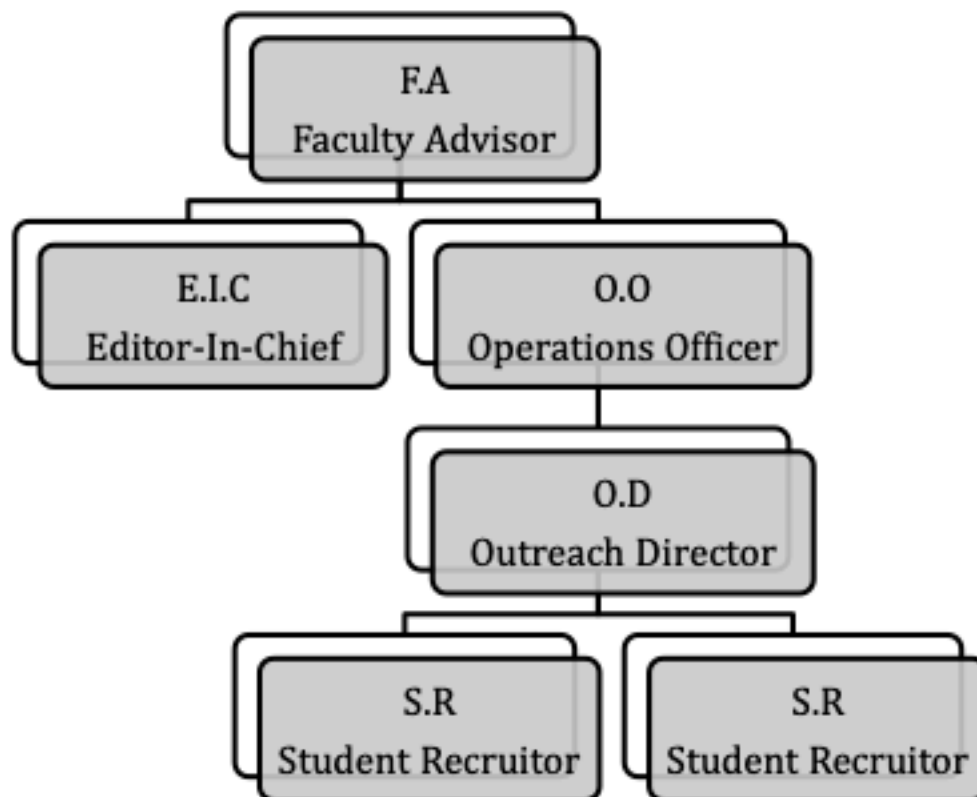 F.A
Faculty Advisor
E.I.C
Editor-In-Chief
O.O
Operations Officer
O.D
Outreach Director
S.R
Student Recruitor
S.R
Student Recruitor